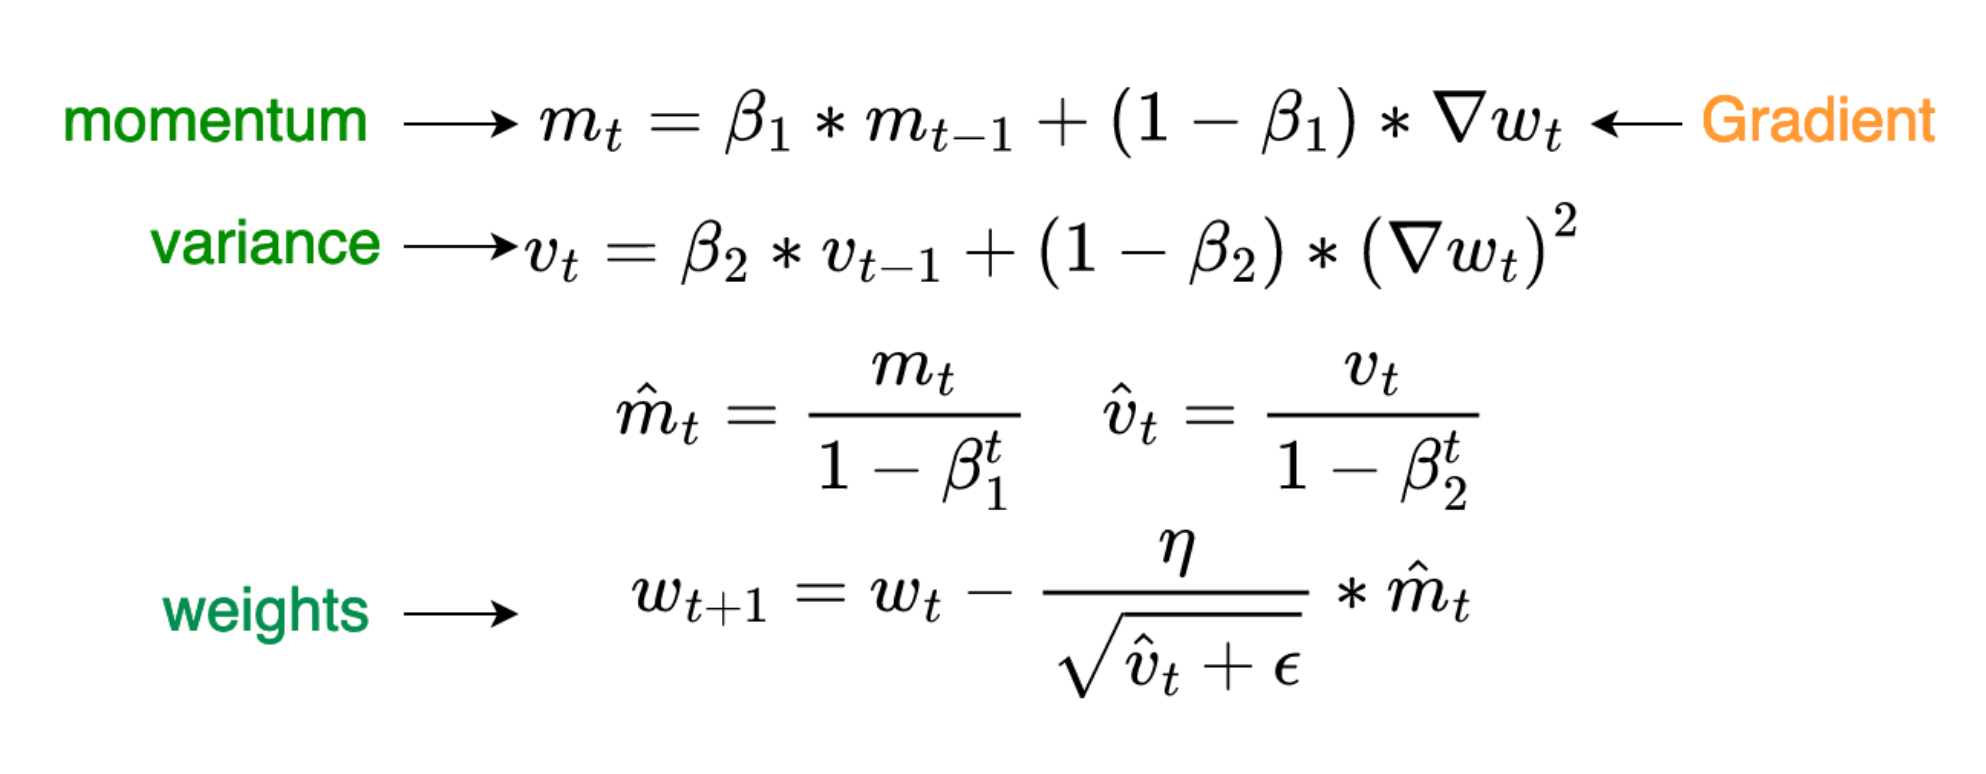 momentum → m_t = β_1 * m_{t−1} + (1 − β_1) * ∇w_t ← Gradient
variance → v_t = β_2 * v_{t−1} + (1 − β_2) * (∇w_t)^2
m̂_t = m_t / (1 − β_1^t)   v̂_t = v_t / (1 − β_2^t)
weights → w_{t+1} = w_t − η / √(v̂_t + ϵ) * m̂_t